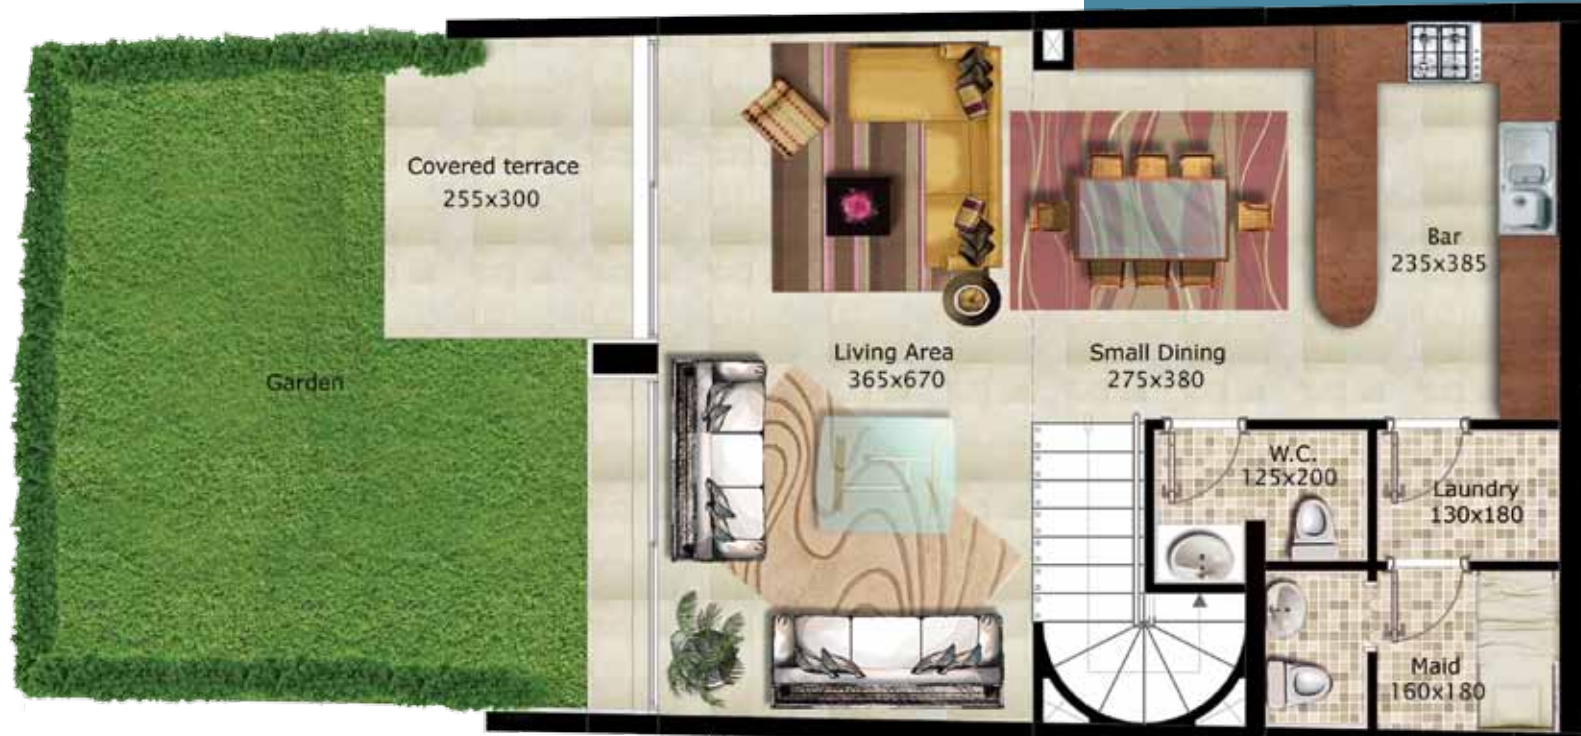 Covered terrace
255x300
Garden
Living Area
365x670
Small Dining
275x380
Bar
235x385
W.C.
125x200
Laundry
130x180
Maid
160x180